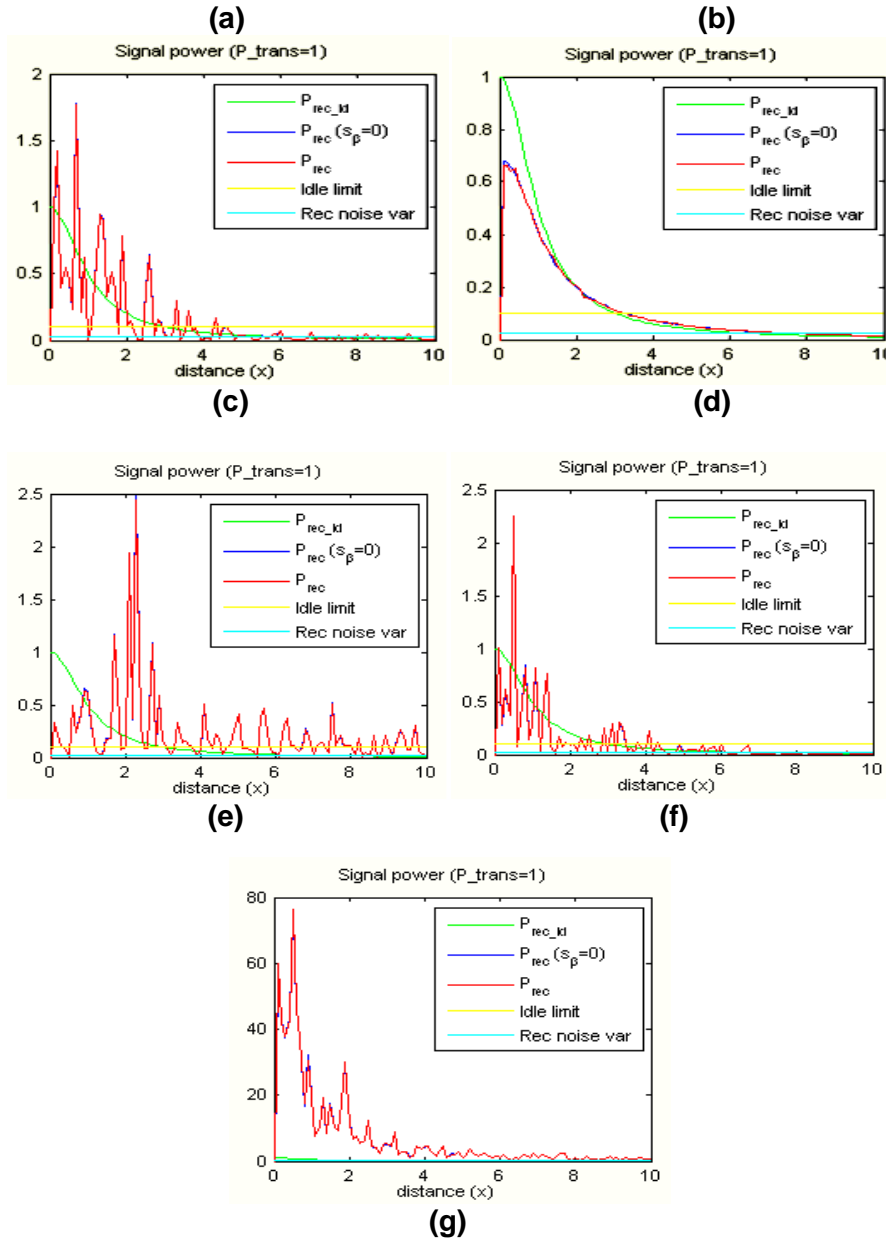 (a)
(b)
Signal power (P_trans=1)
2
1.5
1
0.5
0
0 2 4 6 8 10
distance (x)
P_rec_id
P_rec (s_β=0)
P_rec
Idle limit
Rec noise var
(c)
Signal power (P_trans=1)
1
0.8
0.6
0.4
0.2
0
0 2 4 6 8 10
distance (x)
P_rec_id
P_rec (s_β=0)
P_rec
Idle limit
Rec noise var
(d)
Signal power (P_trans=1)
2.5
2
1.5
1
0.5
0
0 2 4 6 8 10
distance (x)
P_rec_id
P_rec (s_β=0)
P_rec
Idle limit
Rec noise var
(e)
Signal power (P_trans=1)
2.5
2
1.5
1
0.5
0
0 2 4 6 8 10
distance (x)
P_rec_id
P_rec (s_β=0)
P_rec
Idle limit
Rec noise var
(f)
Signal power (P_trans=1)
80
60
40
20
0
0 2 4 6 8 10
distance (x)
P_rec_id
P_rec (s_β=0)
P_rec
Idle limit
Rec noise var
(g)